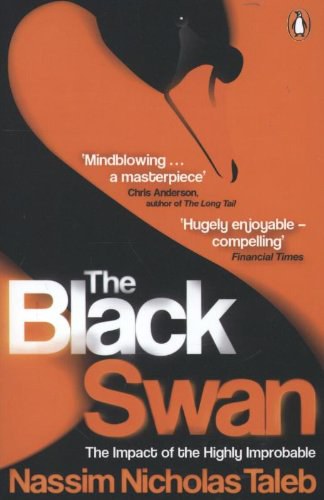 'Mindblowing ...
a masterpiece'
Chris Anderson,
author of The Long Tail
'Hugely enjoyable –
compelling'
Financial Times
The
Black
Swan
The Impact of the Highly Improbable
Nassim Nicholas Taleb